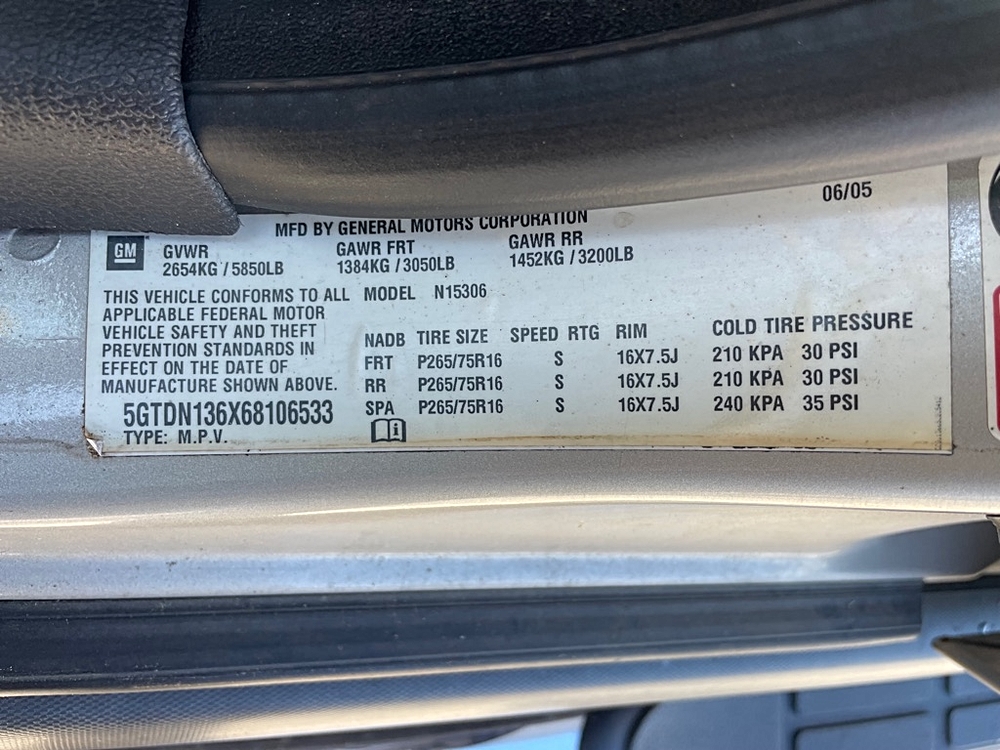 06/05
MFD BY GENERAL MOTORS CORPORATION
GM
GVWR GAWR FRT GAWR RR
2654KG / 5850LB 1384KG / 3050LB 1452KG / 3200LB
THIS VEHICLE CONFORMS TO ALL
APPLICABLE FEDERAL MOTOR
VEHICLE SAFETY AND THEFT
PREVENTION STANDARDS IN
EFFECT ON THE DATE OF
MANUFACTURE SHOWN ABOVE.
5GTDN136X68106533
TYPE: M.P.V.
MODEL N15306
NADB TIRE SIZE SPEED RTG RIM COLD TIRE PRESSURE
FRT P265/75R16 S 16X7.5J 210 KPA 30 PSI
RR P265/75R16 S 16X7.5J 210 KPA 30 PSI
SPA P265/75R16 S 16X7.5J 240 KPA 35 PSI
i